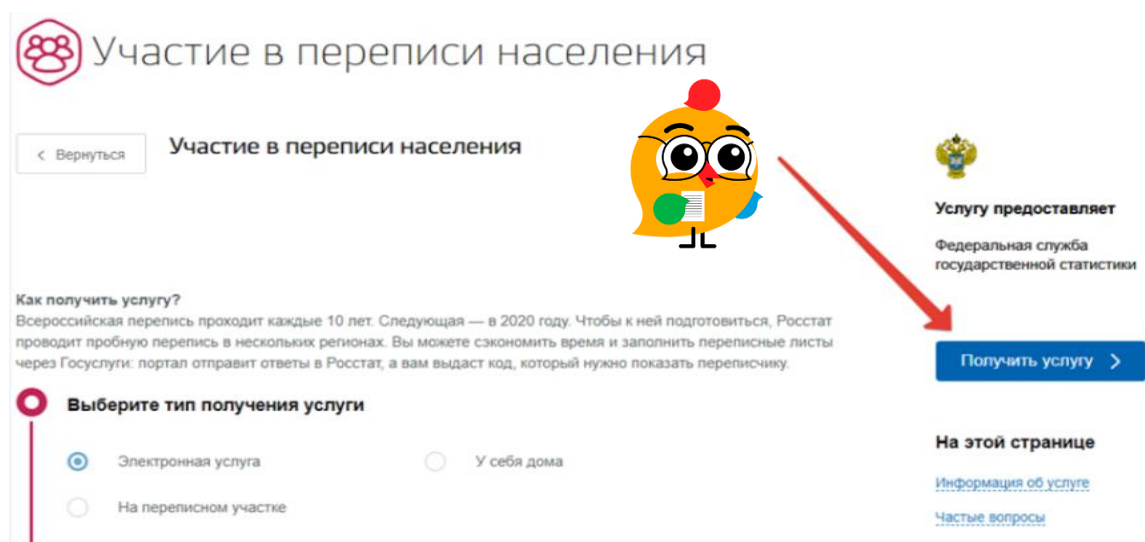 Участие в переписи населения
Вернуться
Участие в переписи населения
Услугу предоставляет
Федеральная служба
государственной статистики
Как получить услугу?
Всероссийская перепись проходит каждые 10 лет. Следующая — в 2020 году. Чтобы к ней подготовиться, Росстат
проводит пробную перепись в нескольких регионах. Вы можете сэкономить время и заполнить переписные листы
через Госуслуги: портал отправит ответы в Росстат, а вам выдаст код, который нужно показать переписчику.
Получить услугу
Выберите тип получения услуги
Электронная услуга
У себя дома
На переписном участке
На этой странице
Информация об услуге
Частые вопросы